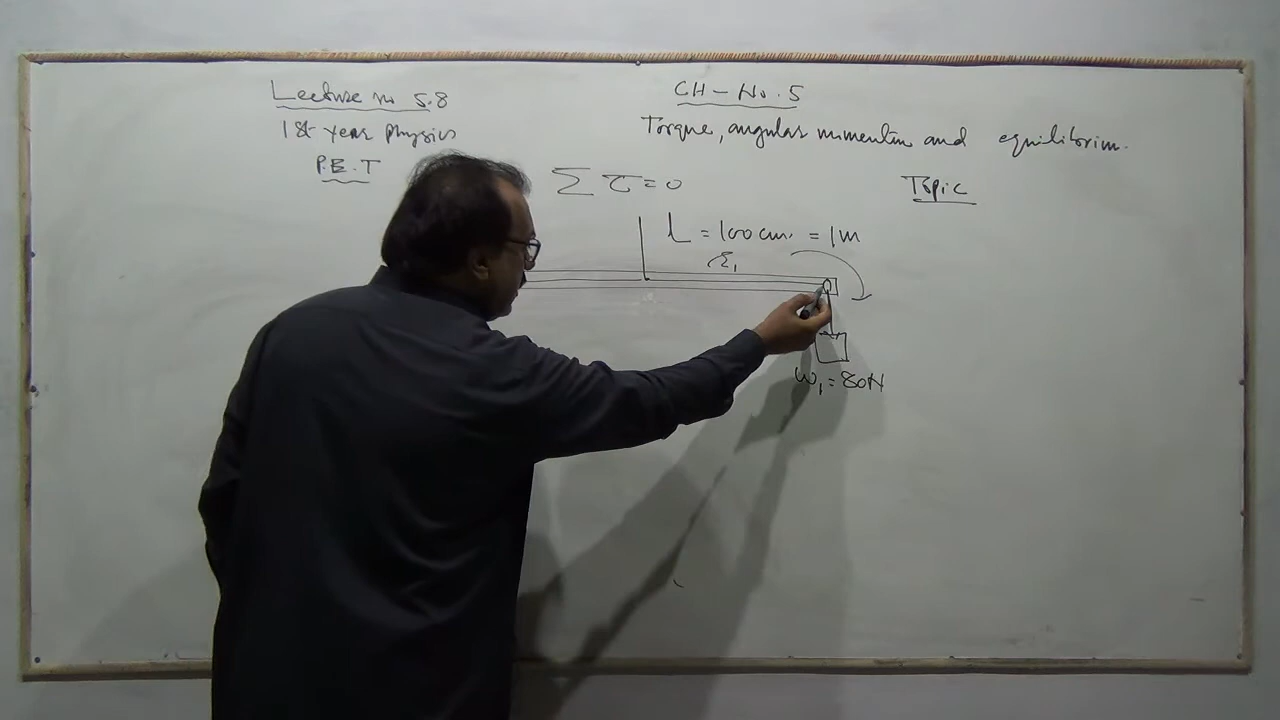 Lecture no 5.8
1st year Physics
P.B.T
CH-No.5
Torque, angular momentum and equilibrium.
Topic
Στ=0
L = 100 cm. = 1m
r₁
w₁ = 80N